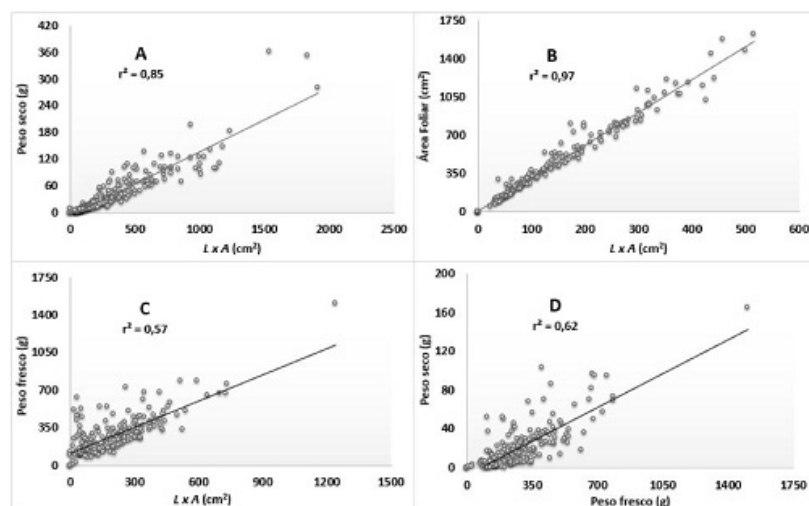 A
r² = 0,85
Peso seco (g)
420
360
300
240
180
120
60
0
0 500 1000 1500 2000 2500
L x A (cm²)
B
r² = 0,97
Área Foliar (cm²)
1750
1400
1050
700
350
0
0 100 200 300 400 500 600
L x A (cm²)
C
r² = 0,57
Peso fresco (g)
1750
1400
1050
700
350
0
0 300 600 900 1200 1500
L x A (cm²)
D
r² = 0,62
Peso seco (g)
200
160
120
80
40
0
0 350 700 1050 1400 1750
Peso fresco (g)